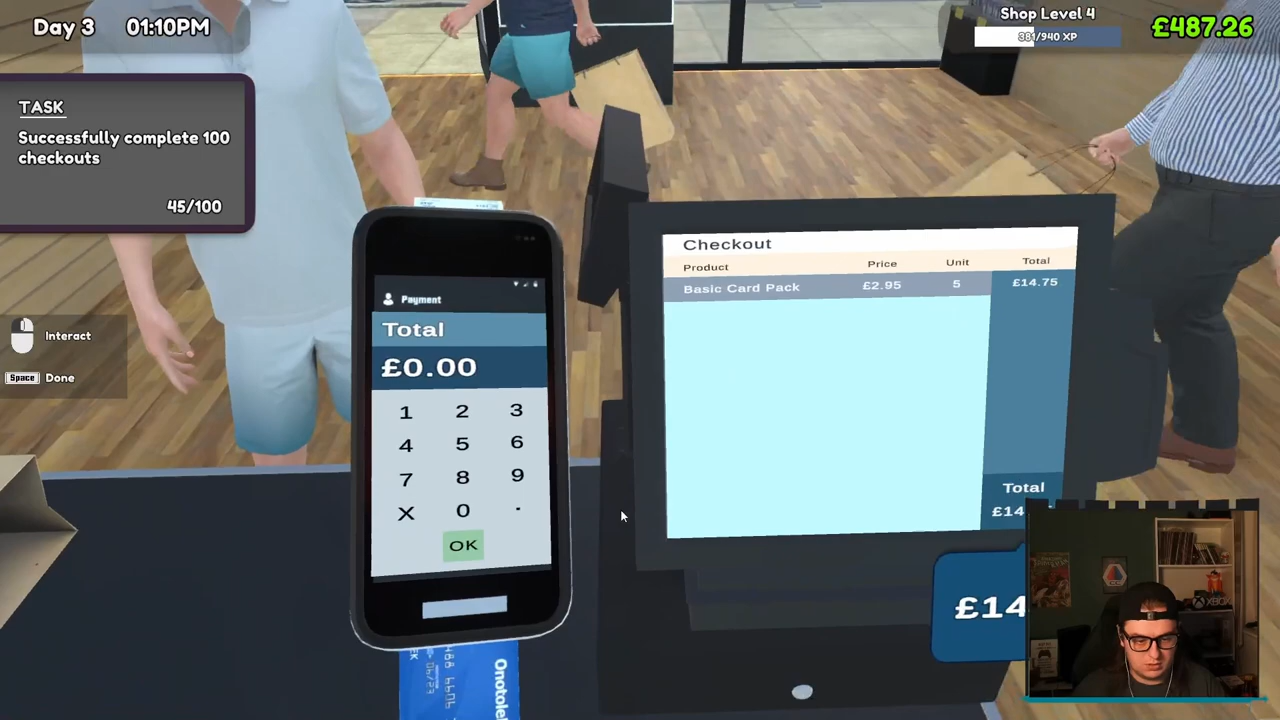 Day 3 01:10PM
Shop Level 4
381/940 XP
£487.26
TASK
Successfully complete 100
checkouts
45/100
Interact
Space Done
Payment
Total
£0.00
1 2 3
4 5 6
7 8 9
X 0 .
OK
Checkout
Product Price Unit Total
Basic Card Pack £2.95 5 £14.75
Total
£14
£14
Onotole
XBOX